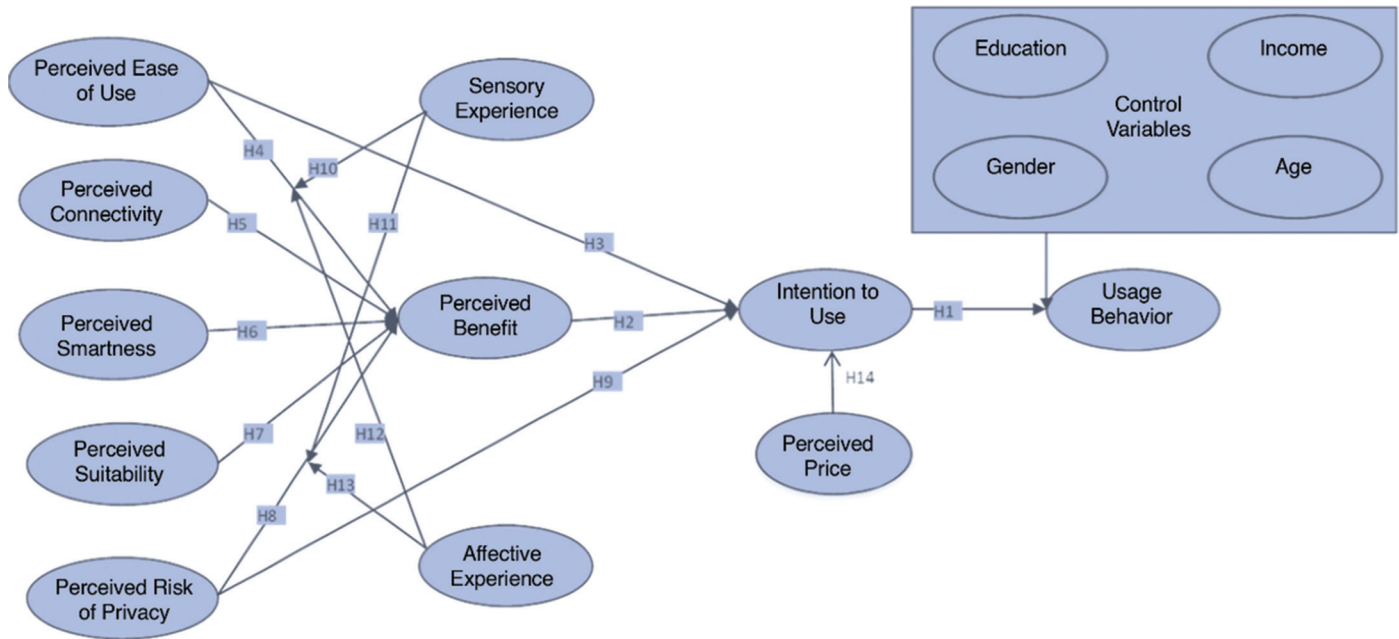 Perceived Ease
of Use
Sensory
Experience
Education
Income
Control
Variables
Gender
Age
H4
H10
Perceived
Connectivity
H5
H11
H3
Perceived
Smartness
H6
Perceived
Benefit
H2
Intention to
Use
H1
Usage
Behavior
H9
H14
Perceived
Suitability
H7
H12
Perceived
Price
H13
H8
Affective
Experience
Perceived Risk
of Privacy